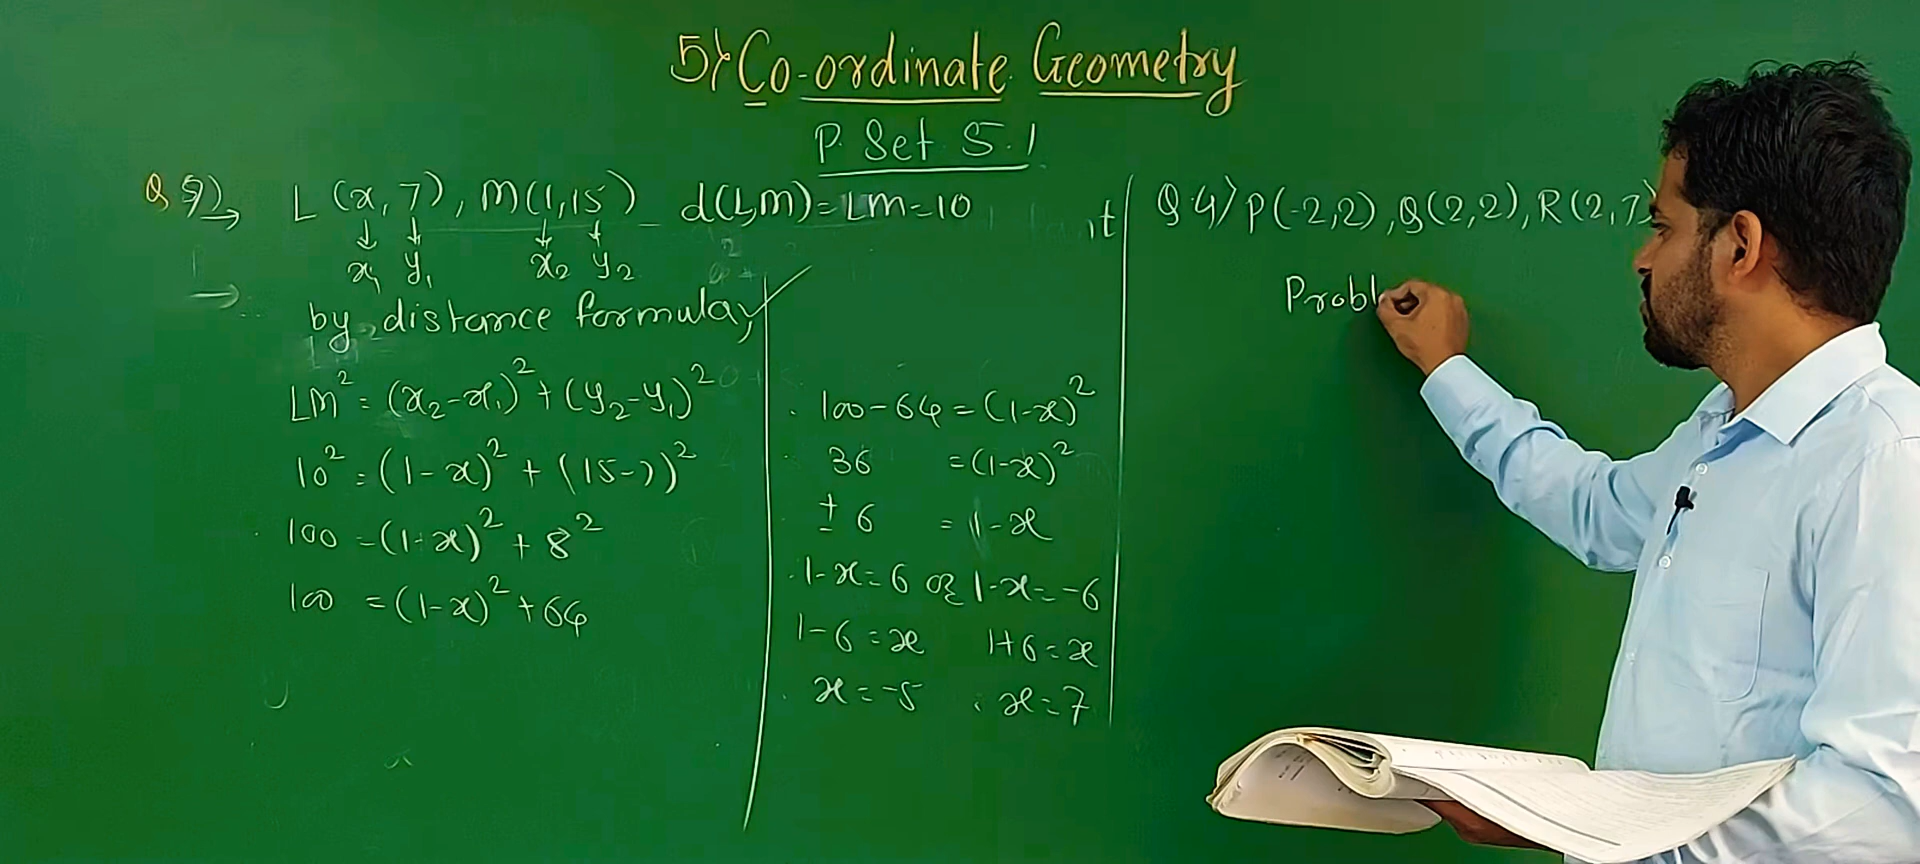 5) Co-ordinate Geometry
P. Set 5.1
L (x, 7), M(1,15) d(L,M)=LM=10
x₁ y₁ x₂ y₂
by distance formula,
LM² = (x₂-x₁)² + (y₂-y₁)²
10² = (1-x)² + (15-7)²
100 = (1-x)² + 8²
100 = (1-x)² + 64
100-64 = (1-x)²
36 = (1-x)²
± 6 = 1-x
1-x=6 or 1-x=-6
1-6=x 1+6=x
x=-5 x=7
t
Q.4) P(-2,2), Q(2,2), R(2,7)
Probl